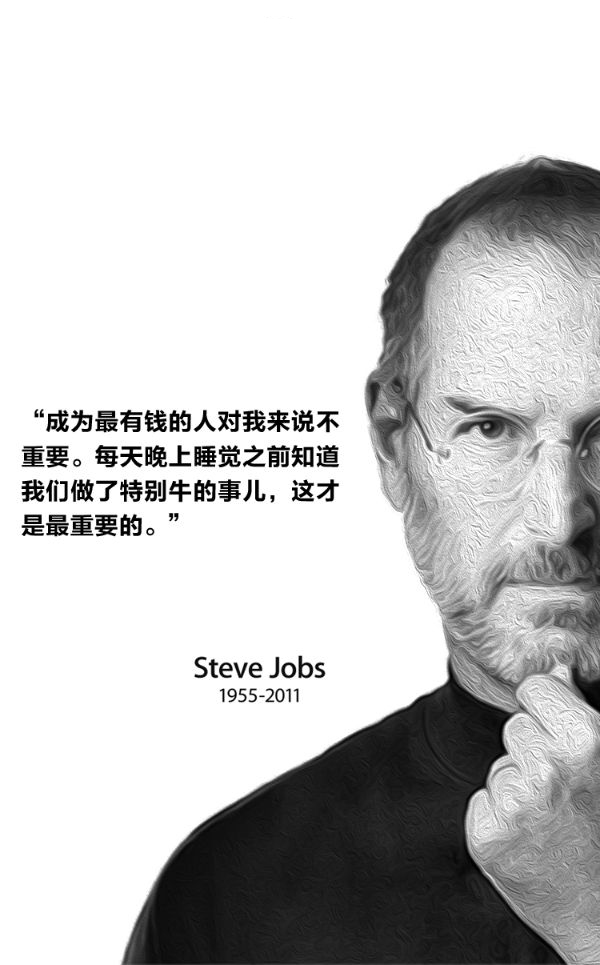 “成为最有钱的人对我来说不
重要。每天晚上睡觉之前知道
我们做了特别牛的事儿，这才
是最重要的。”
Steve Jobs
1955-2011